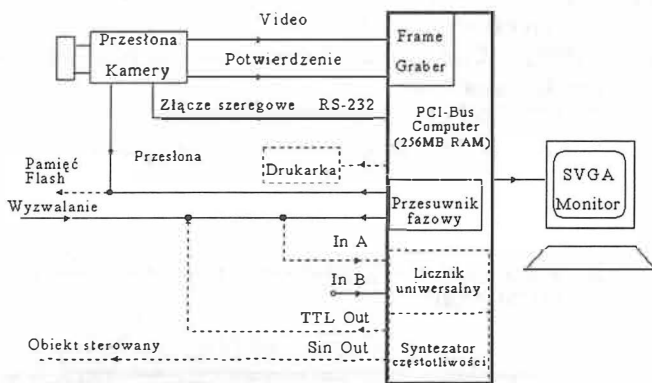 Video
Przesłona
Kamery
Frame
Graber
Potwierdzenie
Złącze szeregowe RS-232
PCI-Bus
Computer
(256MB RAM)
Przesłona
Drukarka
Pamięć
Flash
Wyzwalanie
Przesuwnik
fazowy
SVGA
Monitor
In A
In B
Licznik
uniwersalny
TTL Out
Obiekt sterowany
Sin Out
Syntezator
częstotliwości